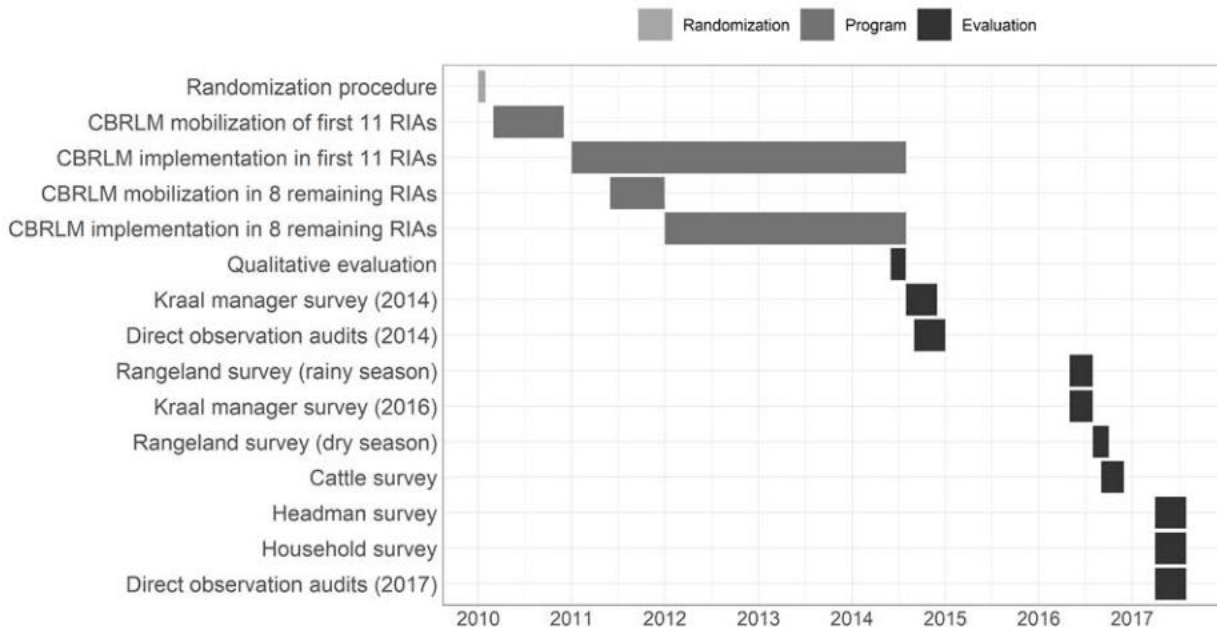 Randomization Program Evaluation
Randomization procedure
CBRLM mobilization of first 11 RIAs
CBRLM implementation in first 11 RIAs
CBRLM mobilization in 8 remaining RIAs
CBRLM implementation in 8 remaining RIAs
Qualitative evaluation
Kraal manager survey (2014)
Direct observation audits (2014)
Rangeland survey (rainy season)
Kraal manager survey (2016)
Rangeland survey (dry season)
Cattle survey
Headman survey
Household survey
Direct observation audits (2017)
2010 2011 2012 2013 2014 2015 2016 2017